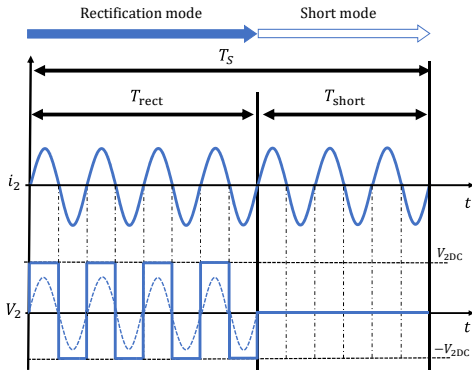 Rectification mode
Short mode
T_S
T_rect
T_short
i_2
t
V_2DC
V_2
t
−V_2DC